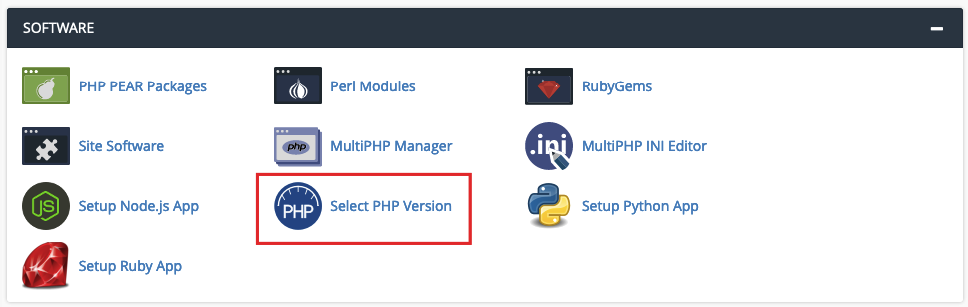 SOFTWARE
PHP PEAR Packages
Perl Modules
RubyGems
Site Software
php
MultiPHP Manager
.ini
MultiPHP INI Editor
JS
Setup Node.js App
PHP
Select PHP Version
Setup Python App
Setup Ruby App